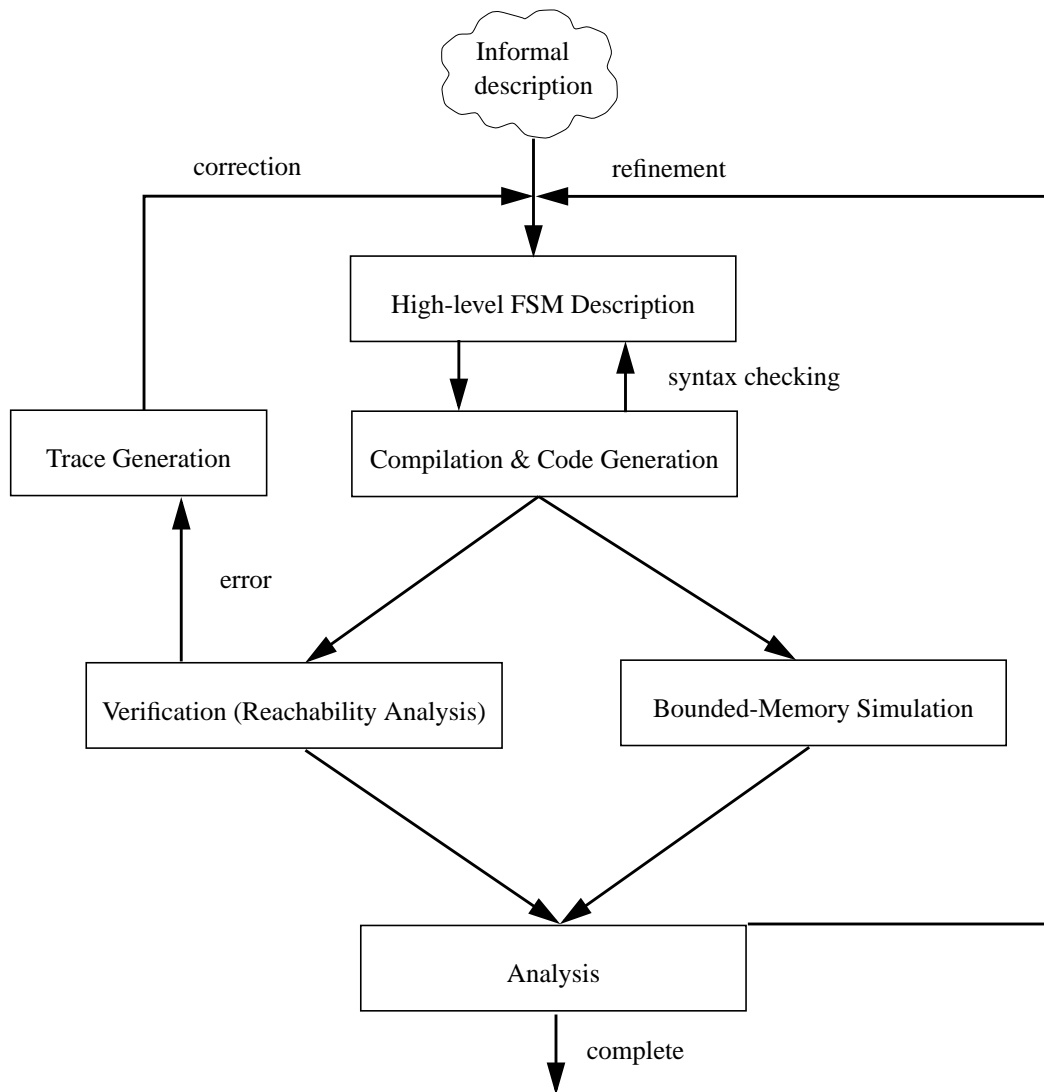 Informal
description
correction
refinement
High-level FSM Description
syntax checking
Trace Generation
Compilation & Code Generation
error
Verification (Reachability Analysis)
Bounded-Memory Simulation
Analysis
complete